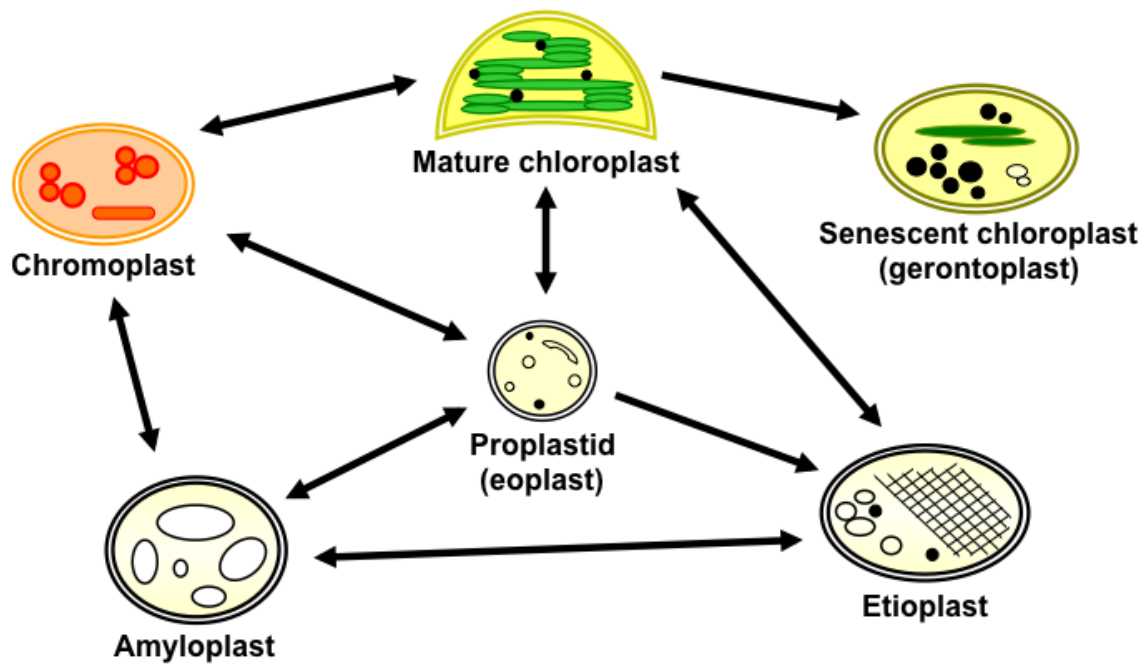 Mature chloroplast
Senescent chloroplast
(gerontoplast)
Chromoplast
Proplastid
(eoplast)
Etioplast
Amyloplast